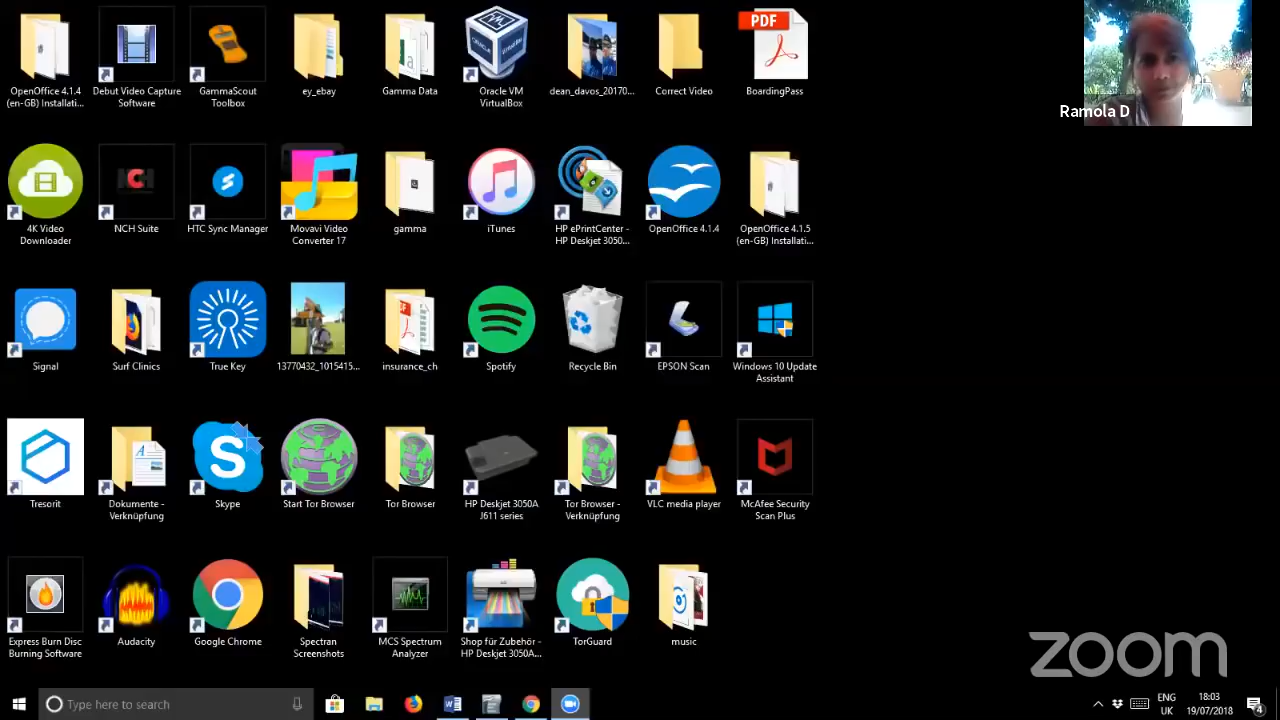 OpenOffice 4.1.4
(en-GB) Installati...
Debut Video Capture
Software
GammaScout
Toolbox
ey_ebay
Gamma Data
Oracle VM
VirtualBox
dean_davos_20170...
Correct Video
PDF
BoardingPass
Ramola D
4K Video
Downloader
NCH
NCH Suite
HTC Sync Manager
Movavi Video
Converter 17
gamma
iTunes
HP ePrintCenter -
HP Deskjet 3050...
OpenOffice 4.1.4
OpenOffice 4.1.5
(en-GB) Installati...
Signal
Surf Clinics
True Key
13770432_1015415...
insurance_ch
Spotify
Recycle Bin
EPSON Scan
Windows 10 Update
Assistant
Tresorit
Dokumente -
Verknüpfung
Skype
Start Tor Browser
Tor Browser
HP Deskjet 3050A
J611 series
Tor Browser -
Verknüpfung
VLC media player
McAfee Security
Scan Plus
Express Burn Disc
Burning Software
Audacity
Google Chrome
Spectran
Screenshots
MCS Spectrum
Analyzer
Shop für Zubehör -
HP Deskjet 3050A...
TorGuard
music
zoom
Type here to search
ENG
UK
18:03
19/07/2018
4